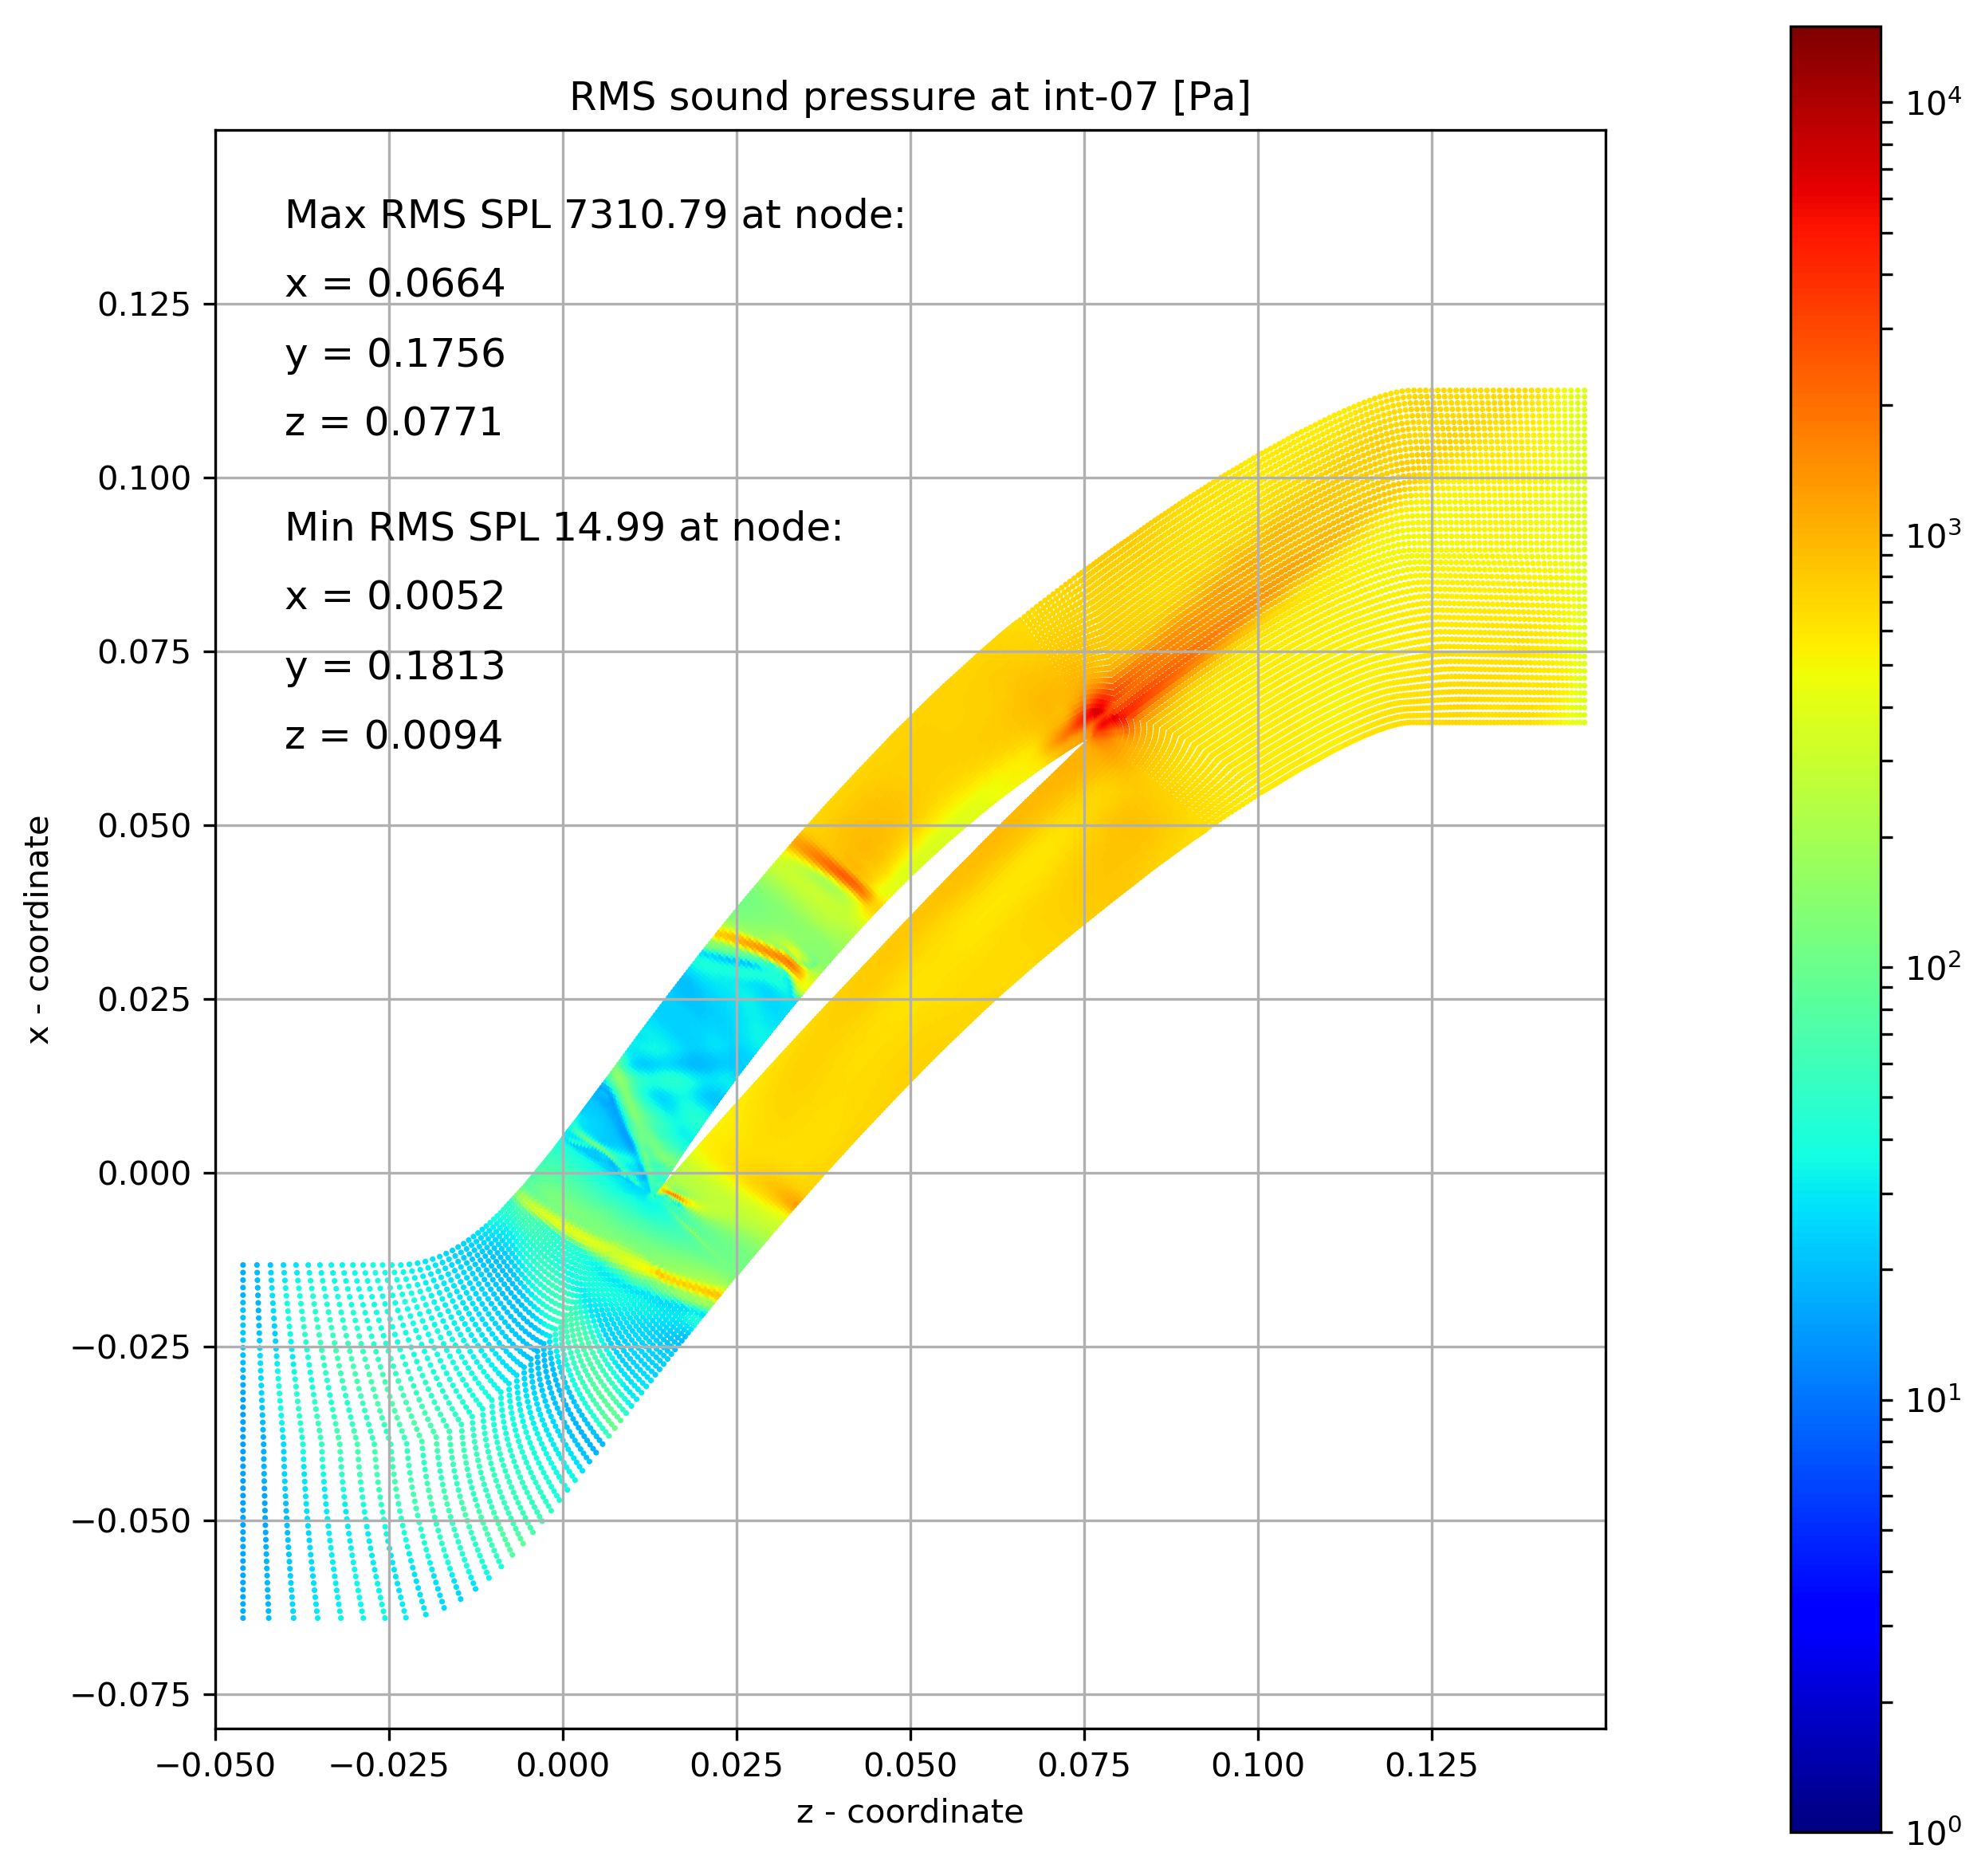 RMS sound pressure at int-07 [Pa]
Max RMS SPL 7310.79 at node:
x = 0.0664
y = 0.1756
z = 0.0771
Min RMS SPL 14.99 at node:
x = 0.0052
y = 0.1813
z = 0.0094
x - coordinate
0.125
0.100
0.075
0.050
0.025
0.000
−0.025
−0.050
−0.075
−0.050 −0.025 0.000 0.025 0.050 0.075 0.100 0.125
z - coordinate
10⁴
10³
10²
10¹
10⁰